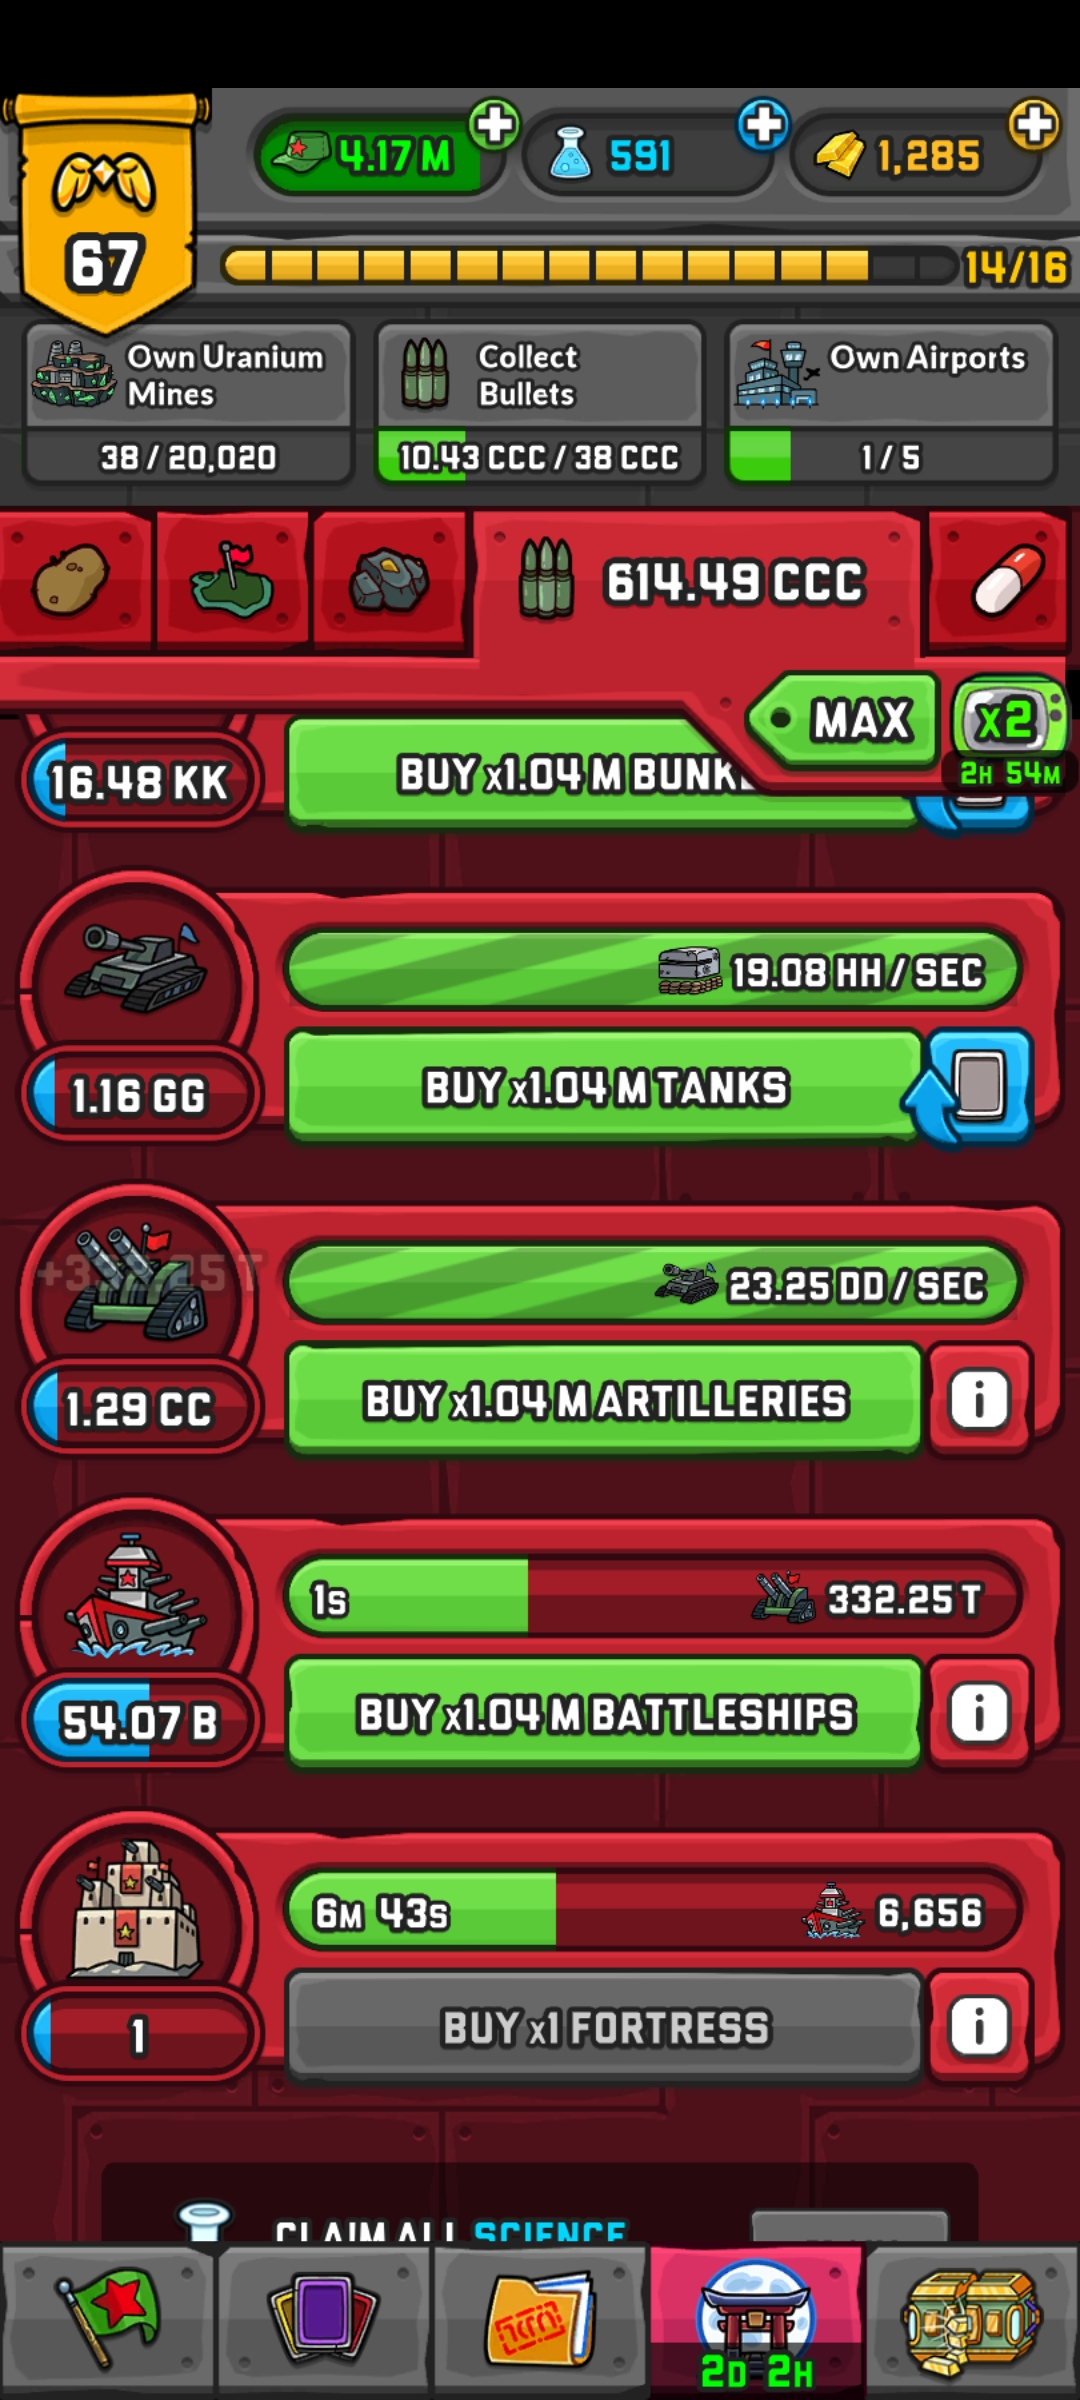 4.17 M
591
1,285
67
14/16
Own Uranium
Mines
38 / 20,020
Collect
Bullets
10.43 CCC / 38 CCC
Own Airports
1 / 5
614.49 CCC
MAX
x2
2H 54M
16.48 KK
BUY x1.04 M
19.08 HH / SEC
1.16 GG
BUY x1.04 M TANKS
23.25 DD / SEC
1.29 CC
BUY x1.04 M ARTILLERIES
1S
332.25 T
54.07 B
BUY x1.04 M BATTLESHIPS
6M 43S
6,656
1
BUY x1 FORTRESS
CLAIM ALL SCIENCE
2D 2H